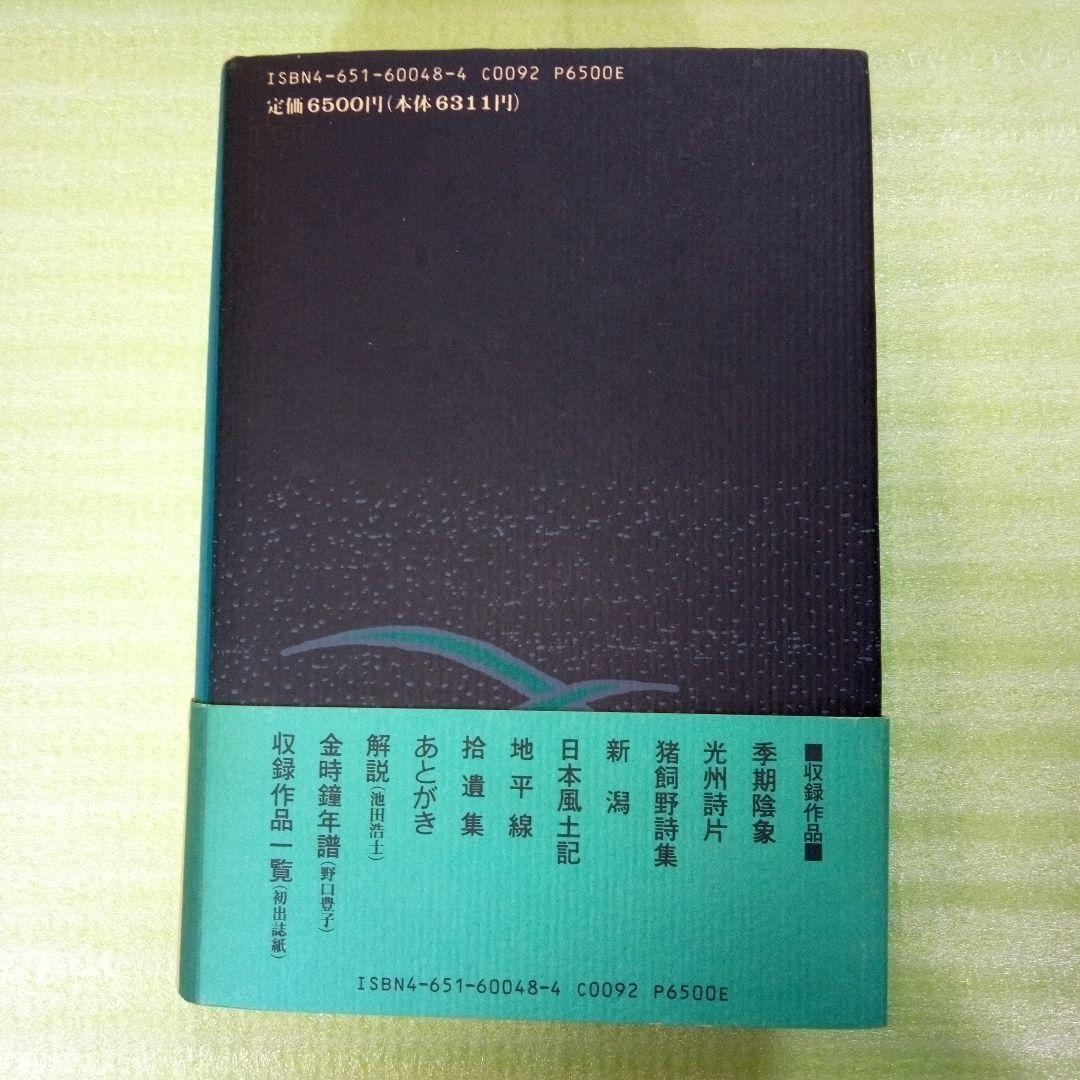 ISBN4-651-60048-4 C0092 P6500E
定価6500円(本体6311円)
■収録作品■
季期陰象
光州詩片
猪飼野詩集
新潟
日本風土記
地平線
拾遺集
あとがき
解説(池田浩士)
金時鐘年譜(野口豊子)
収録作品一覧(初出誌紙)
ISBN4-651-60048-4 C0092 P6500E